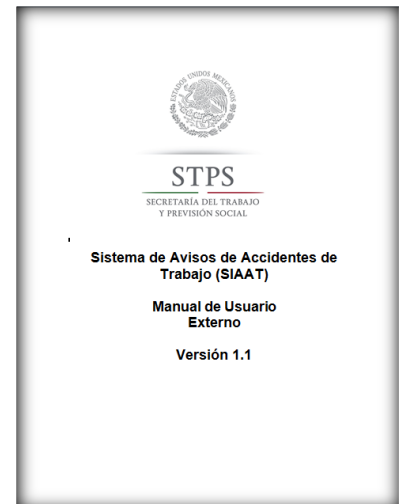 ESTADOS UNIDOS MEXICANOS
STPS
SECRETARÍA DEL TRABAJO
Y PREVISIÓN SOCIAL
Sistema de Avisos de Accidentes de
Trabajo (SIAAT)
Manual de Usuario
Externo
Versión 1.1